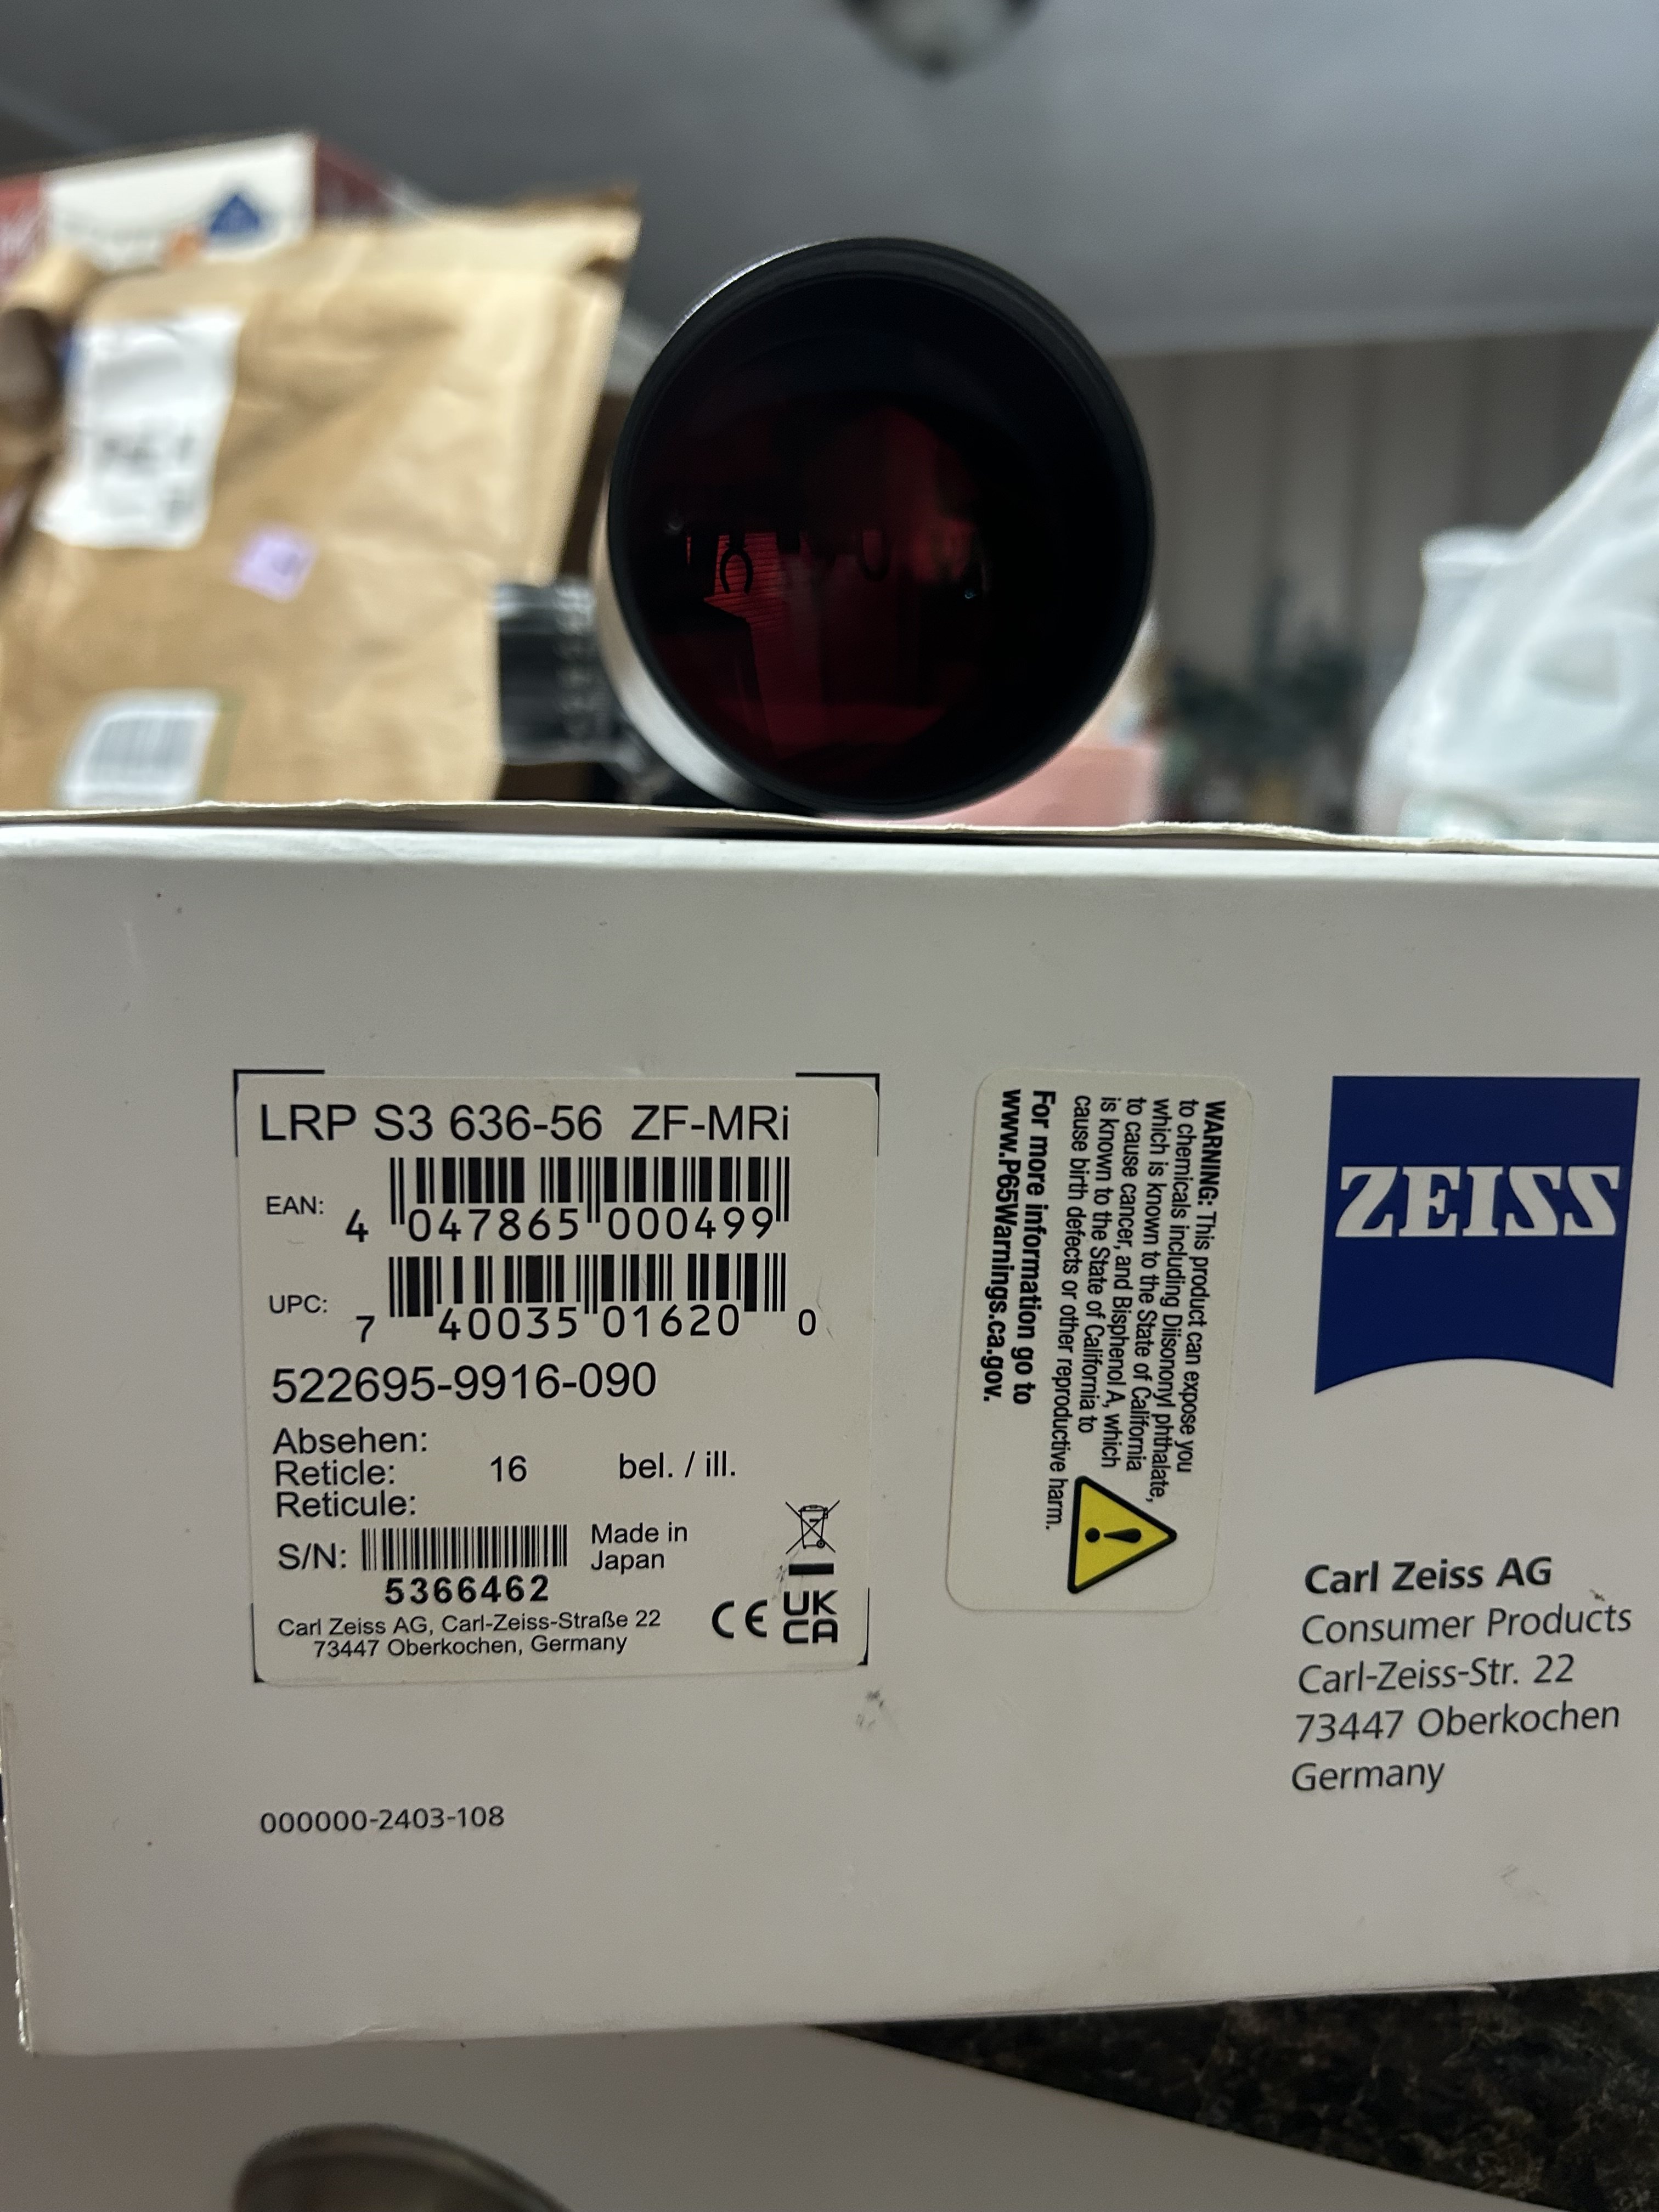 LRP S3 636-56 ZF-MRi
EAN: 4 047865 000499
UPC: 7 40035 01620 0
522695-9916-090
Absehen:
Reticle: 16 bel. / ill.
Reticule:
S/N: Made in
Japan
5366462
Carl Zeiss AG, Carl-Zeiss-Straße 22
73447 Oberkochen, Germany
CE UK
CA
000000-2403-108
WARNING: This product can expose you
to chemicals including Diisononyl phthalate,
which is known to the State of California
to cause cancer, and Bisphenol A, which
is known to the State of California to
cause birth defects or other reproductive harm.
For more information go to
www.P65Warnings.ca.gov.
ZEISS
Carl Zeiss AG
Consumer Products
Carl-Zeiss-Str. 22
73447 Oberkochen
Germany